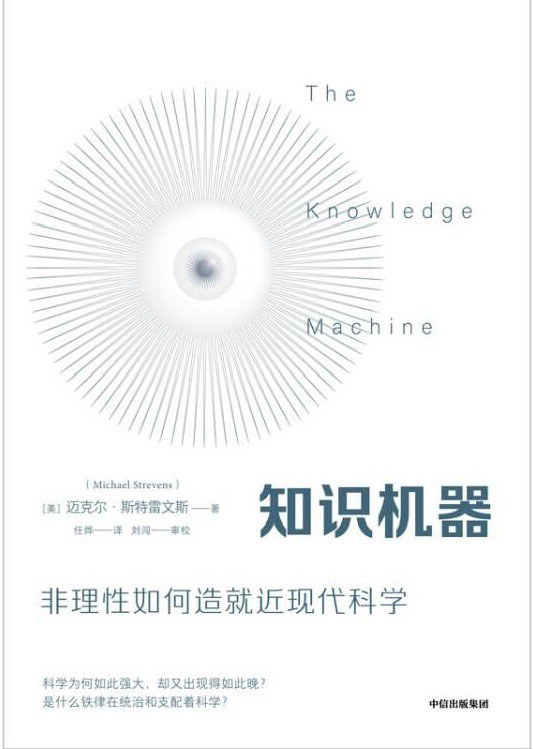 The
Knowledge
Machine
(Michael Strevens)
[美] 迈克尔·斯特雷文斯——著
任烨——译 刘闯——审校
知识机器
非理性如何造就近现代科学
科学为何如此强大，却又出现得如此晚？
是什么铁律在统治和支配着科学？
中信出版集团